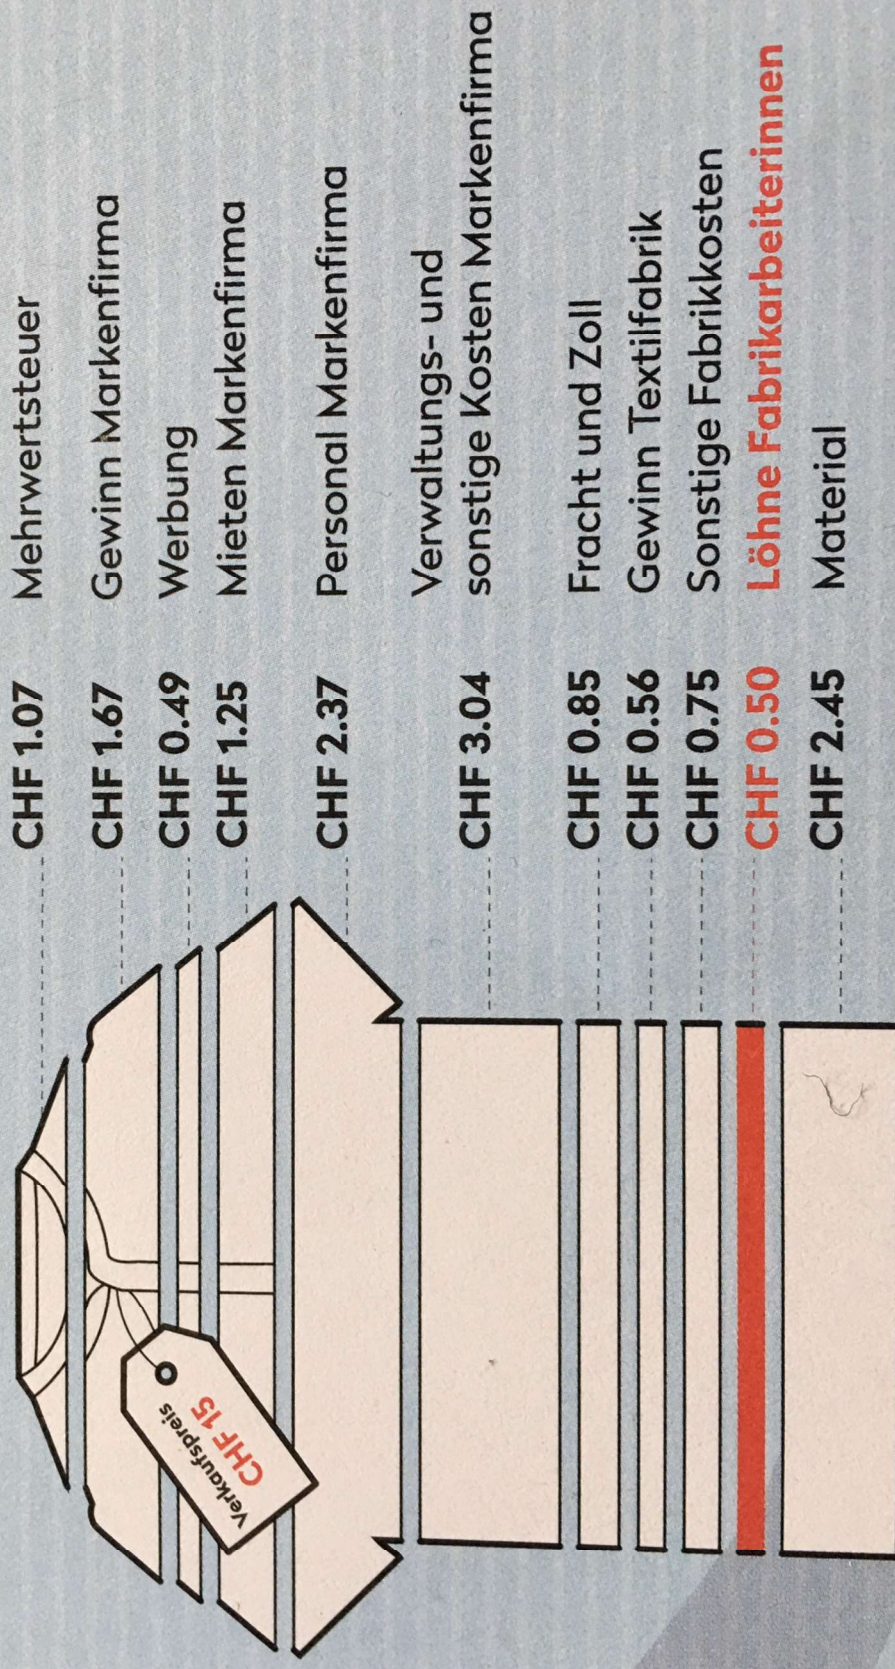 CHF 1.07 Mehrwertsteuer
CHF 1.67 Gewinn Markenfirma
CHF 0.49 Werbung
CHF 1.25 Mieten Markenfirma
CHF 2.37 Personal Markenfirma
Verwaltungs- und
CHF 3.04 sonstige Kosten Markenfirma
CHF 0.85 Fracht und Zoll
CHF 0.56 Gewinn Textilfabrik
CHF 0.75 Sonstige Fabrikkosten
CHF 0.50 Löhne Fabrikarbeiterinnen
CHF 2.45 Material
Verkaufspreis
CHF 15